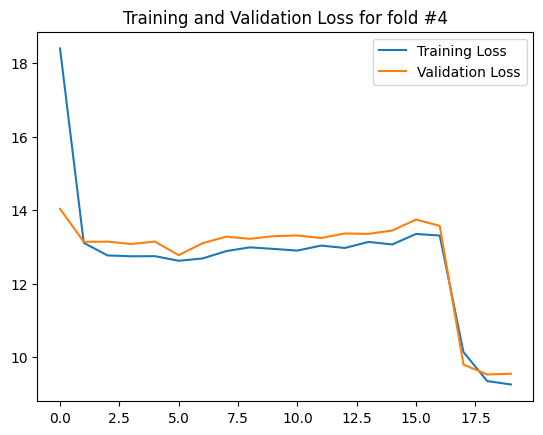 Training and Validation Loss for fold #4
Training Loss
Validation Loss
18
16
14
12
10
0.0 2.5 5.0 7.5 10.0 12.5 15.0 17.5